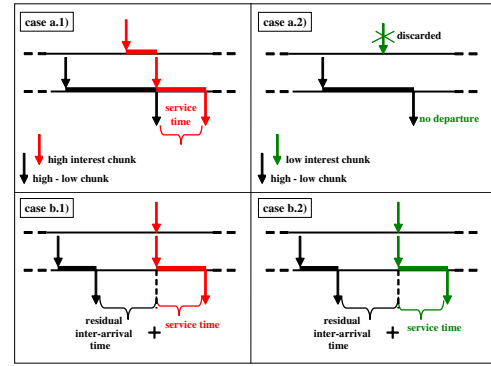 case a.1)
service
time
high interest chunk
high - low chunk
case a.2)
discarded
no departure
low interest chunk
high - low chunk
case b.1)
residual
inter-arrival
time
+
service time
case b.2)
residual
inter-arrival
time
+
service time